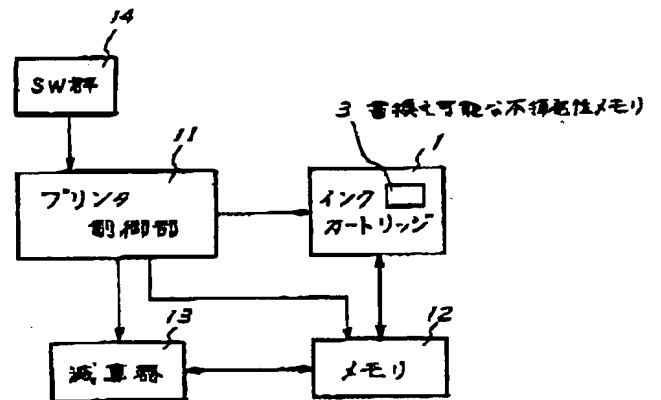 14
SW群
3 書換え可能な不揮発性メモリ
11
1
プリンタ
制御部
インク
カートリッジ
13
12
減算器
メモリ